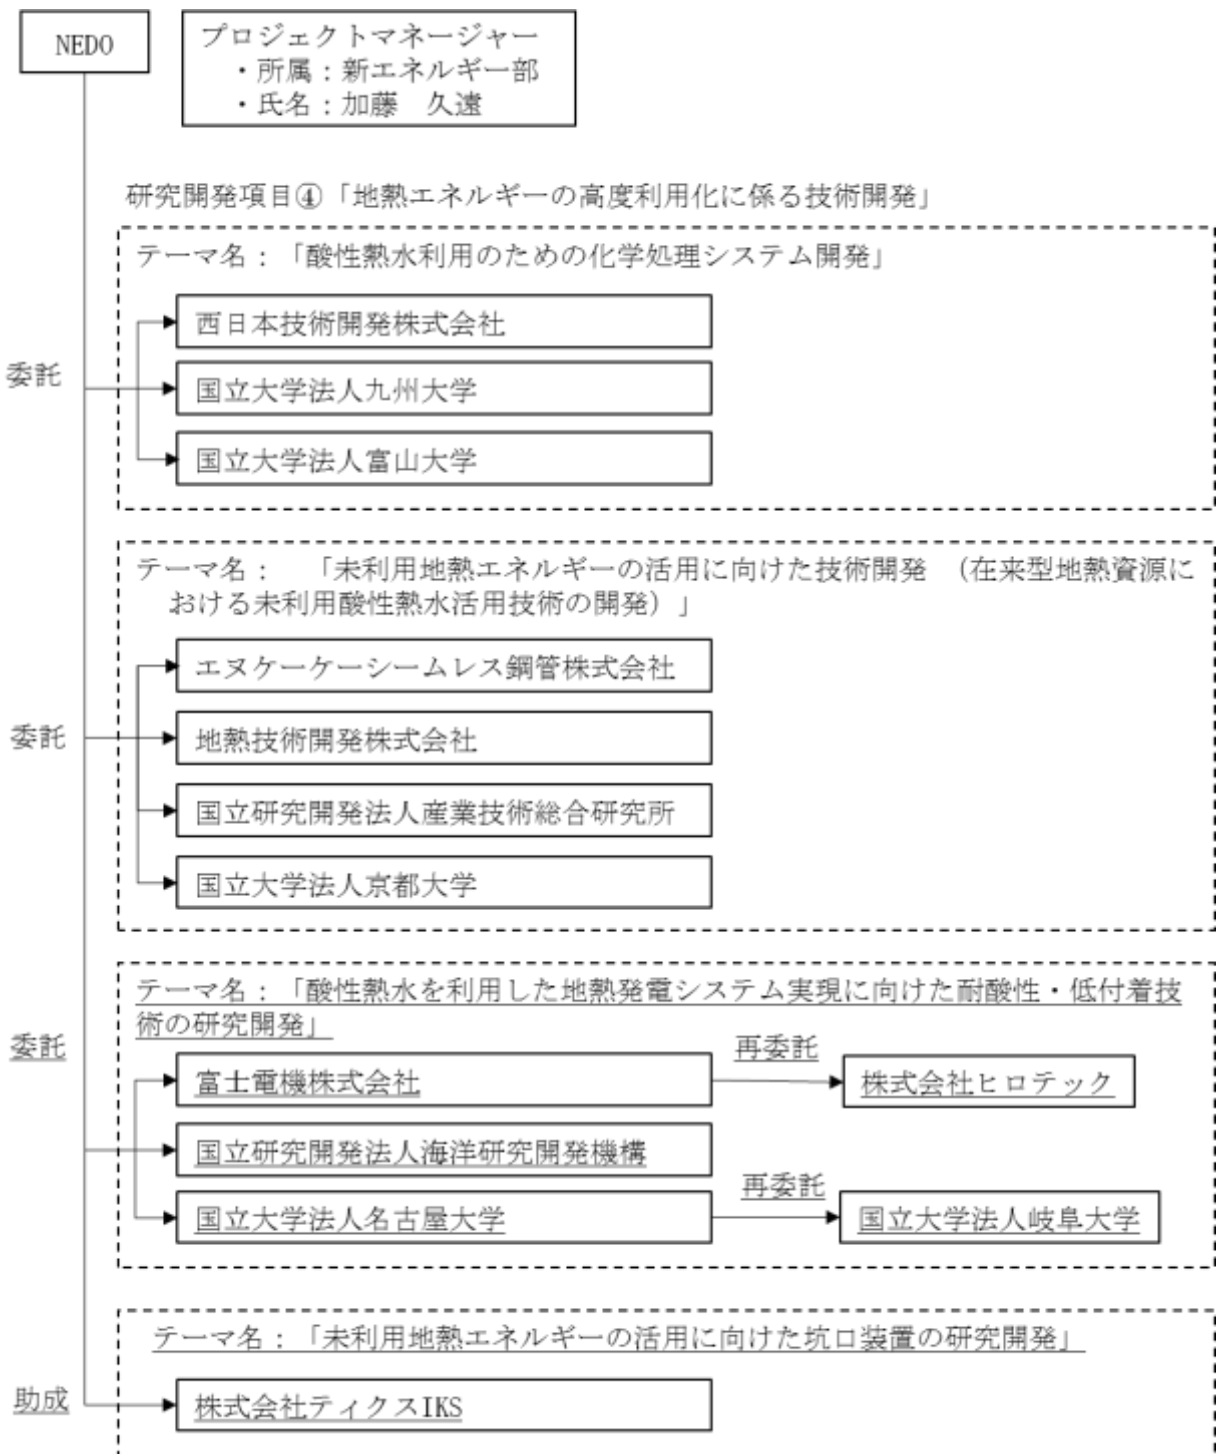 NEDO
プロジェクトマネージャー
・所属：新エネルギー部
・氏名：加藤　久遠
研究開発項目④「地熱エネルギーの高度利用化に係る技術開発」
テーマ名：「酸性熱水利用のための化学処理システム開発」
委託
西日本技術開発株式会社
国立大学法人九州大学
国立大学法人富山大学
テーマ名：　「未利用地熱エネルギーの活用に向けた技術開発　（在来型地熱資源に
おける未利用酸性熱水活用技術の開発）」
委託
エヌケーケーシームレス鋼管株式会社
地熱技術開発株式会社
国立研究開発法人産業技術総合研究所
国立大学法人京都大学
テーマ名：「酸性熱水を利用した地熱発電システム実現に向けた耐酸性・低付着技
術の研究開発」
委託
富士電機株式会社
再委託
株式会社ヒロテック
国立研究開発法人海洋研究開発機構
国立大学法人名古屋大学
再委託
国立大学法人岐阜大学
テーマ名：「未利用地熱エネルギーの活用に向けた坑口装置の研究開発」
助成
株式会社ティクスIKS